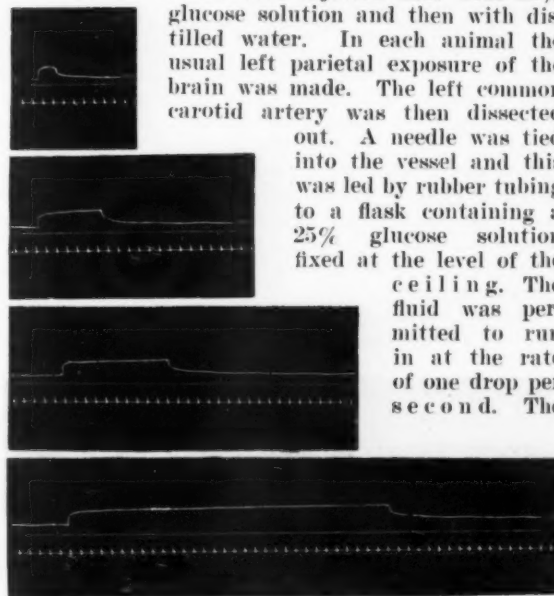 glucose solution and then with dis
tilled water. In each animal the
usual left parietal exposure of the
brain was made. The left common
carotid artery was then dissected
out. A needle was tied
into the vessel and this
was led by rubber tubing
to a flask containing a
25% glucose solution
fixed at the level of the
ceiling. The
fluid was per
mitted to run
in at the rate
of one drop per
second. The